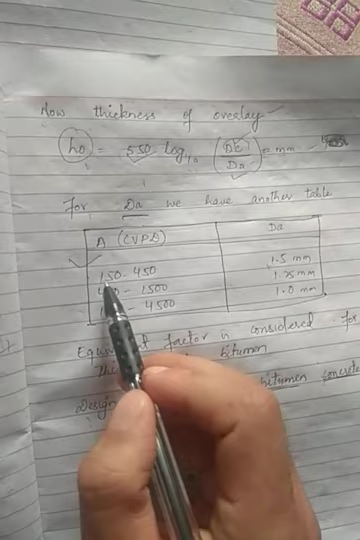 Now thickness of overlay
ho = 550 log10 (Dc / Da) = mm
For Da we have another table
A (CVPD) Da
150 - 450 1.5 mm
- 1500 1.25 mm
- 4500 1.0 mm
factor is considered for
bitumen
Design bitumen concrete